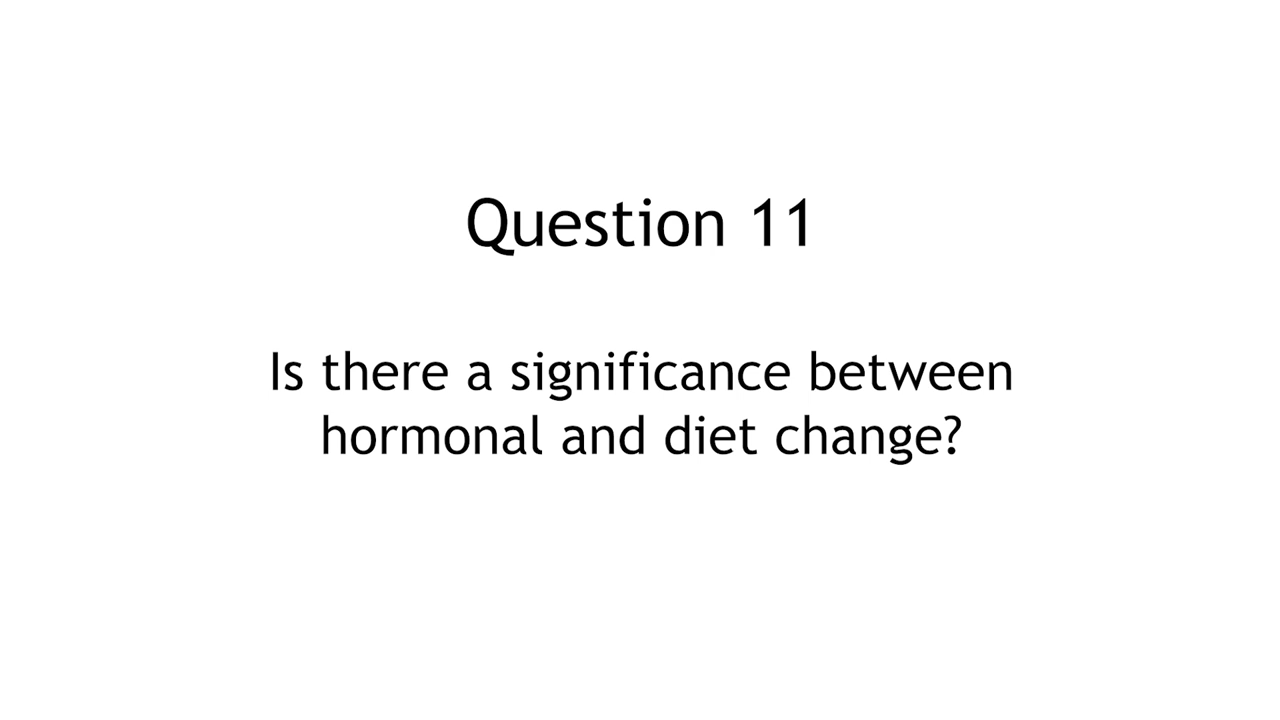 Question 11
Is there a significance between
hormonal and diet change?